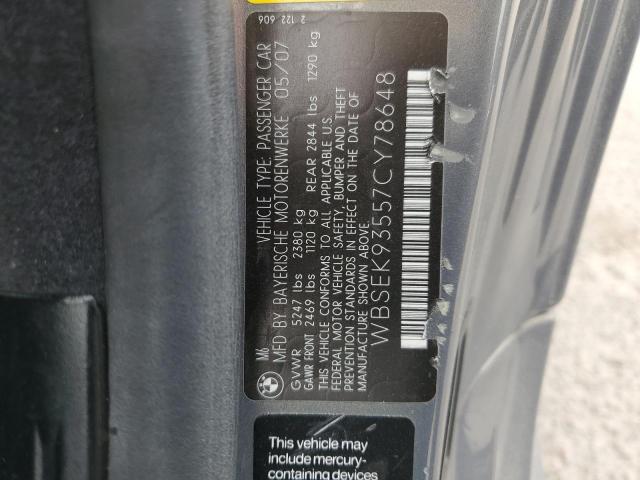 2 122 606
M6 VEHICLE TYPE: PASSENGER CAR
MFD BY BAYERISCHE MOTORENWERKE 05/07
GVWR 5247 lbs 2380 kg
GAWR FRONT 2469 lbs 1120 kg REAR 2844 lbs 1290 kg
THIS VEHICLE CONFORMS TO ALL APPLICABLE U.S.
FEDERAL MOTOR VEHICLE SAFETY, BUMPER AND THEFT
PREVENTION STANDARDS IN EFFECT ON THE DATE OF
MANUFACTURE SHOWN ABOVE
WBSEK93557CY78648
This vehicle may
include mercury-
containing devices